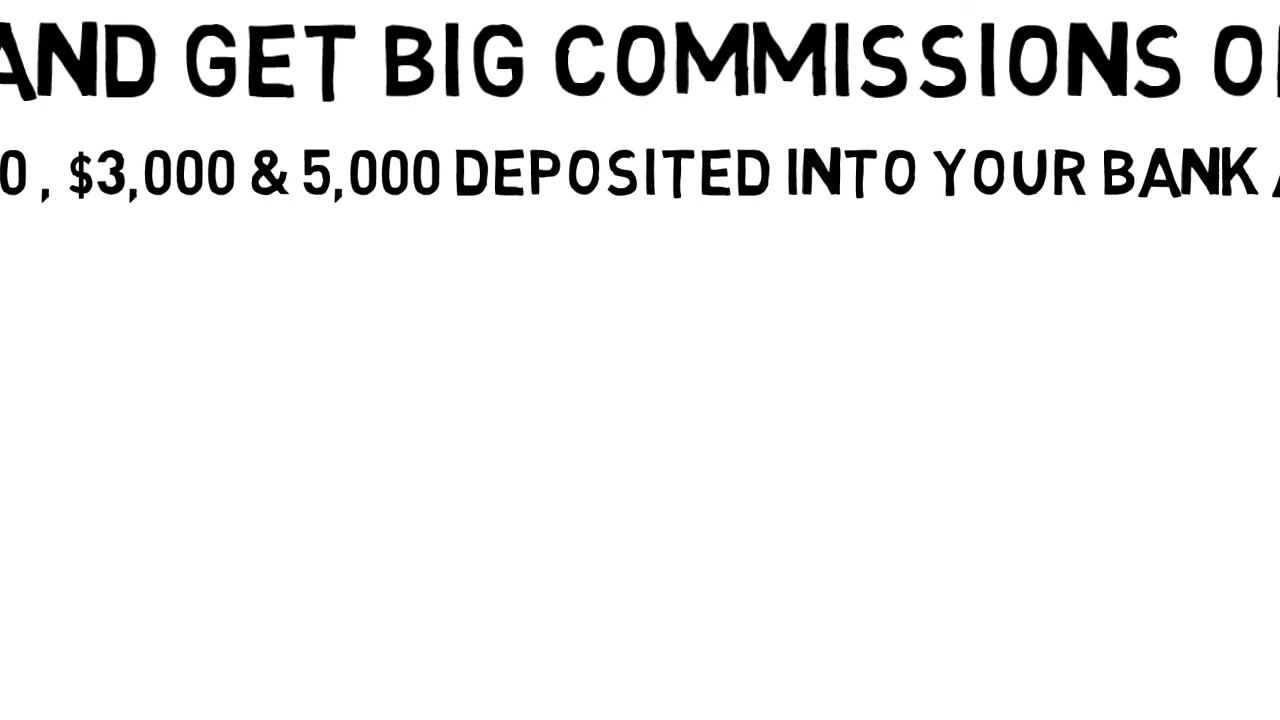 AND GET BIG COMMISSIONS
0 , $3,000 & 5,000 DEPOSITED INTO YOUR BANK